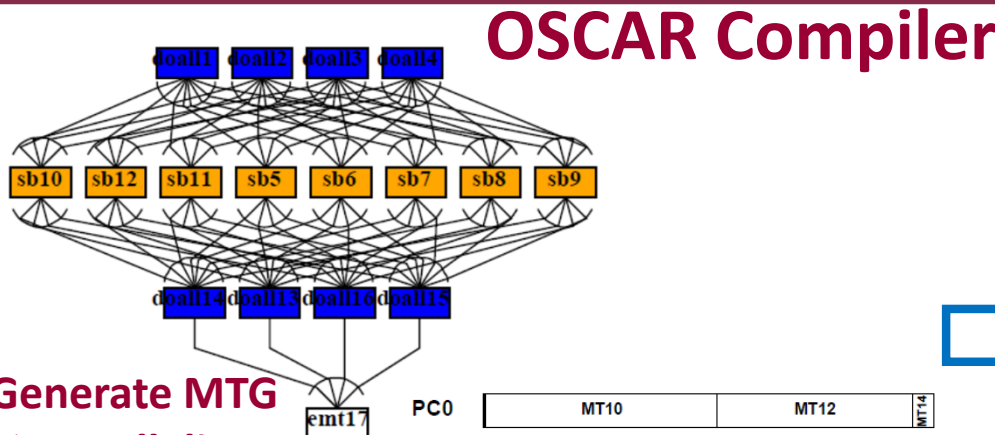 OSCAR Compiler
doall1 doall2 doall3 doall4
sb10 sb12 sb11 sb5 sb6 sb7 sb8 sb9
doall14 doall13 doall16 doall15
Generate MTG
emt17
PC0 MT10 MT12 MT14